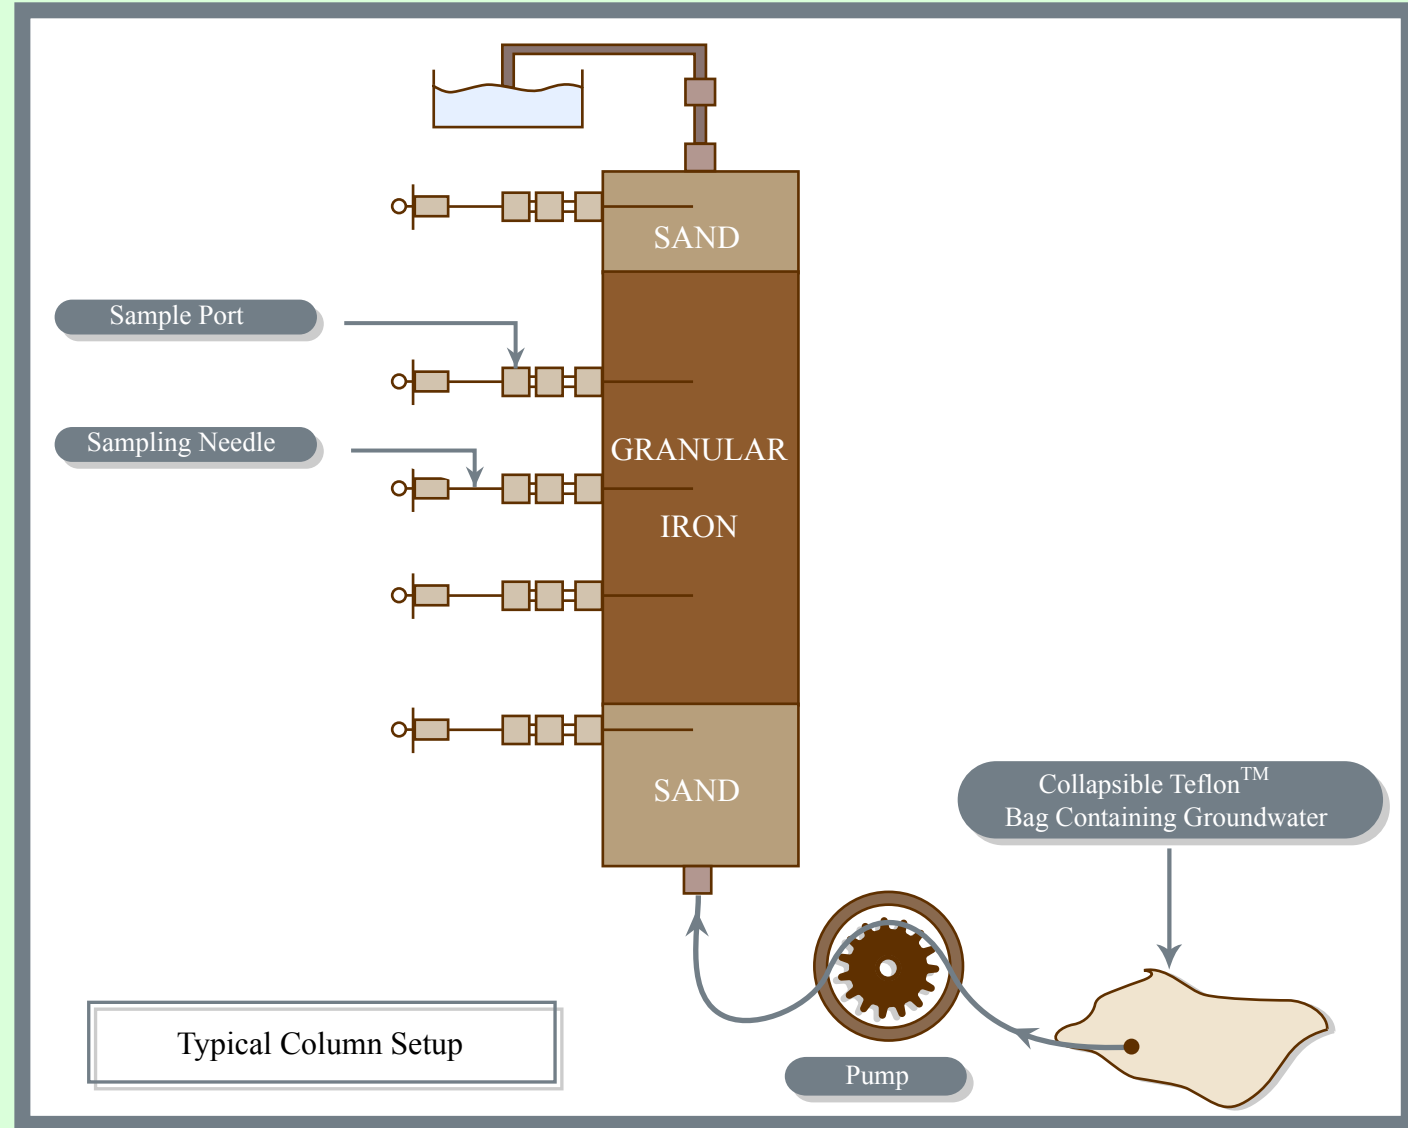 SAND
Sample Port
Sampling Needle
GRANULAR
IRON
SAND
Collapsible Teflon™
Bag Containing Groundwater
Typical Column Setup
Pump